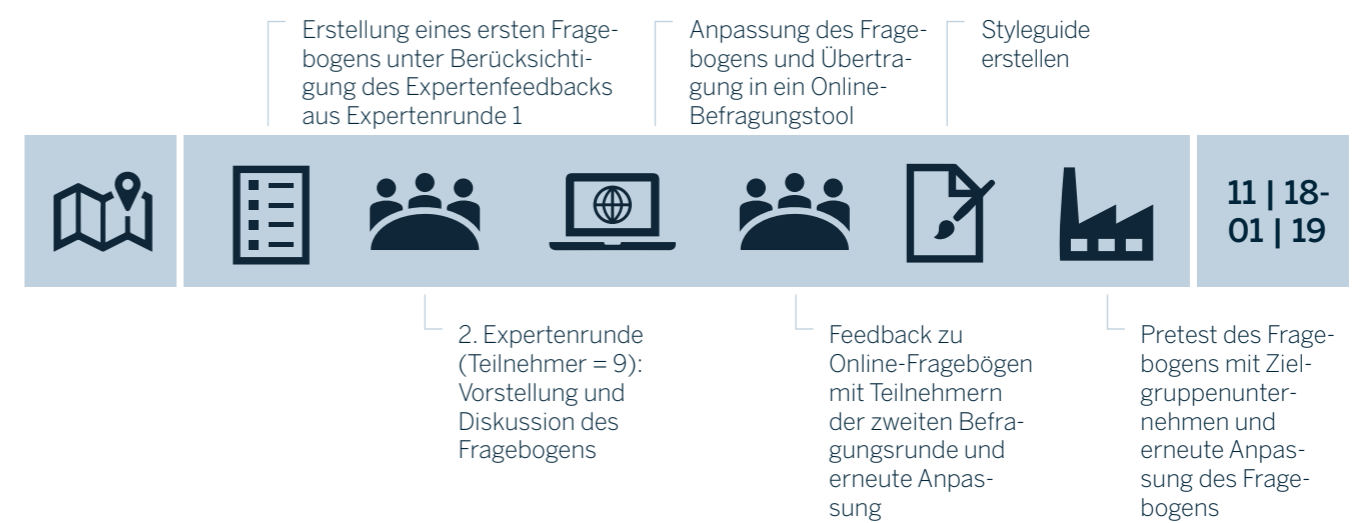 Erstellung eines ersten Frage-
bogens unter Berücksichti-
gung des Expertenfeedbacks
aus Expertenrunde 1
Anpassung des Frage-
bogens und Übertra-
gung in ein Online-
Befragungstool
Styleguide
erstellen
11 | 18-
01 | 19
2. Expertenrunde
(Teilnehmer = 9):
Vorstellung und
Diskussion des
Fragebogens
Feedback zu
Online-Fragebögen
mit Teilnehmern
der zweiten Befra-
gungsrunde und
erneute Anpas-
sung
Pretest des Frage-
bogens mit Ziel-
gruppenunter-
nehmen und
erneute Anpas-
sung des Frage-
bogens